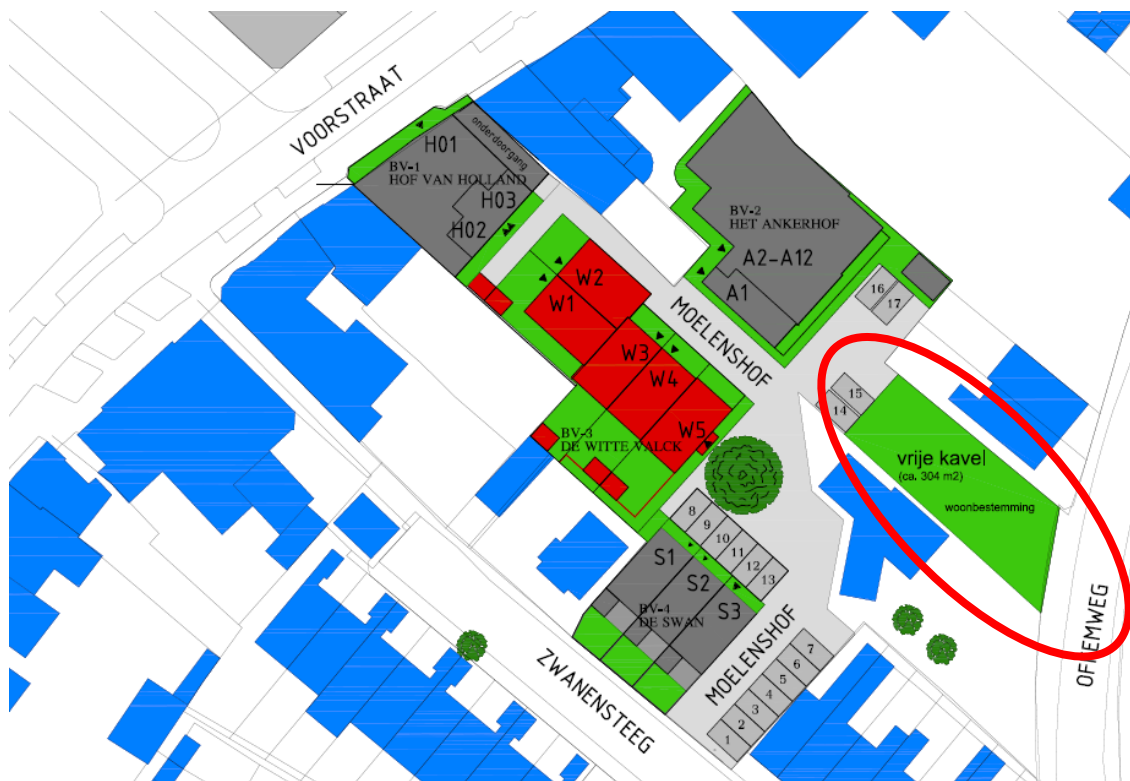 VOORSTRAAT
onderdoorgang
H01
BV-1
HOF VAN HOLLAND
H03
H02
BV-2
HET ANKERHOF
A2-A12
A1
16
17
W2
W1
MOELENSHOF
W3
W4
W5
BV-3
DE WITTE VALCK
15
14
vrije kavel
(ca. 304 m2)
woonbestemming
8
9
10
11
12
13
S1
S2
S3
BV-4
DE SWAN
MOELENSHOF
7
6
5
4
3
2
1
ZWANENSTEEG
OFFEMWEG